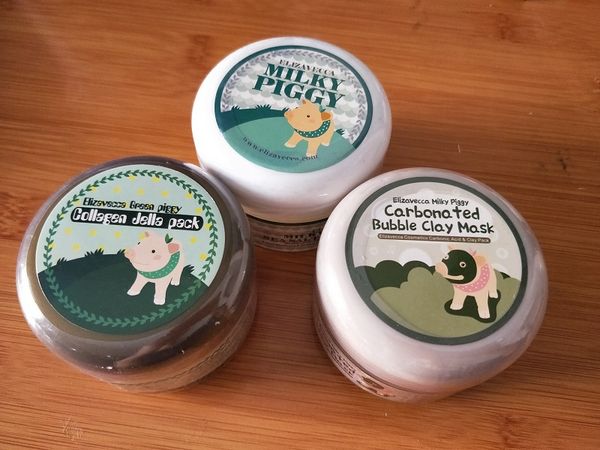 ELIZAVECCA
MILKY
PIGGY
www.elizavecca.com
Elizavecca Green piggy
Collagen Jella pack
Elizavecca Milky Piggy
Carbonated
Bubble Clay Mask
Elizavecca Cosmetics Carbonic Acid & Clay Pack